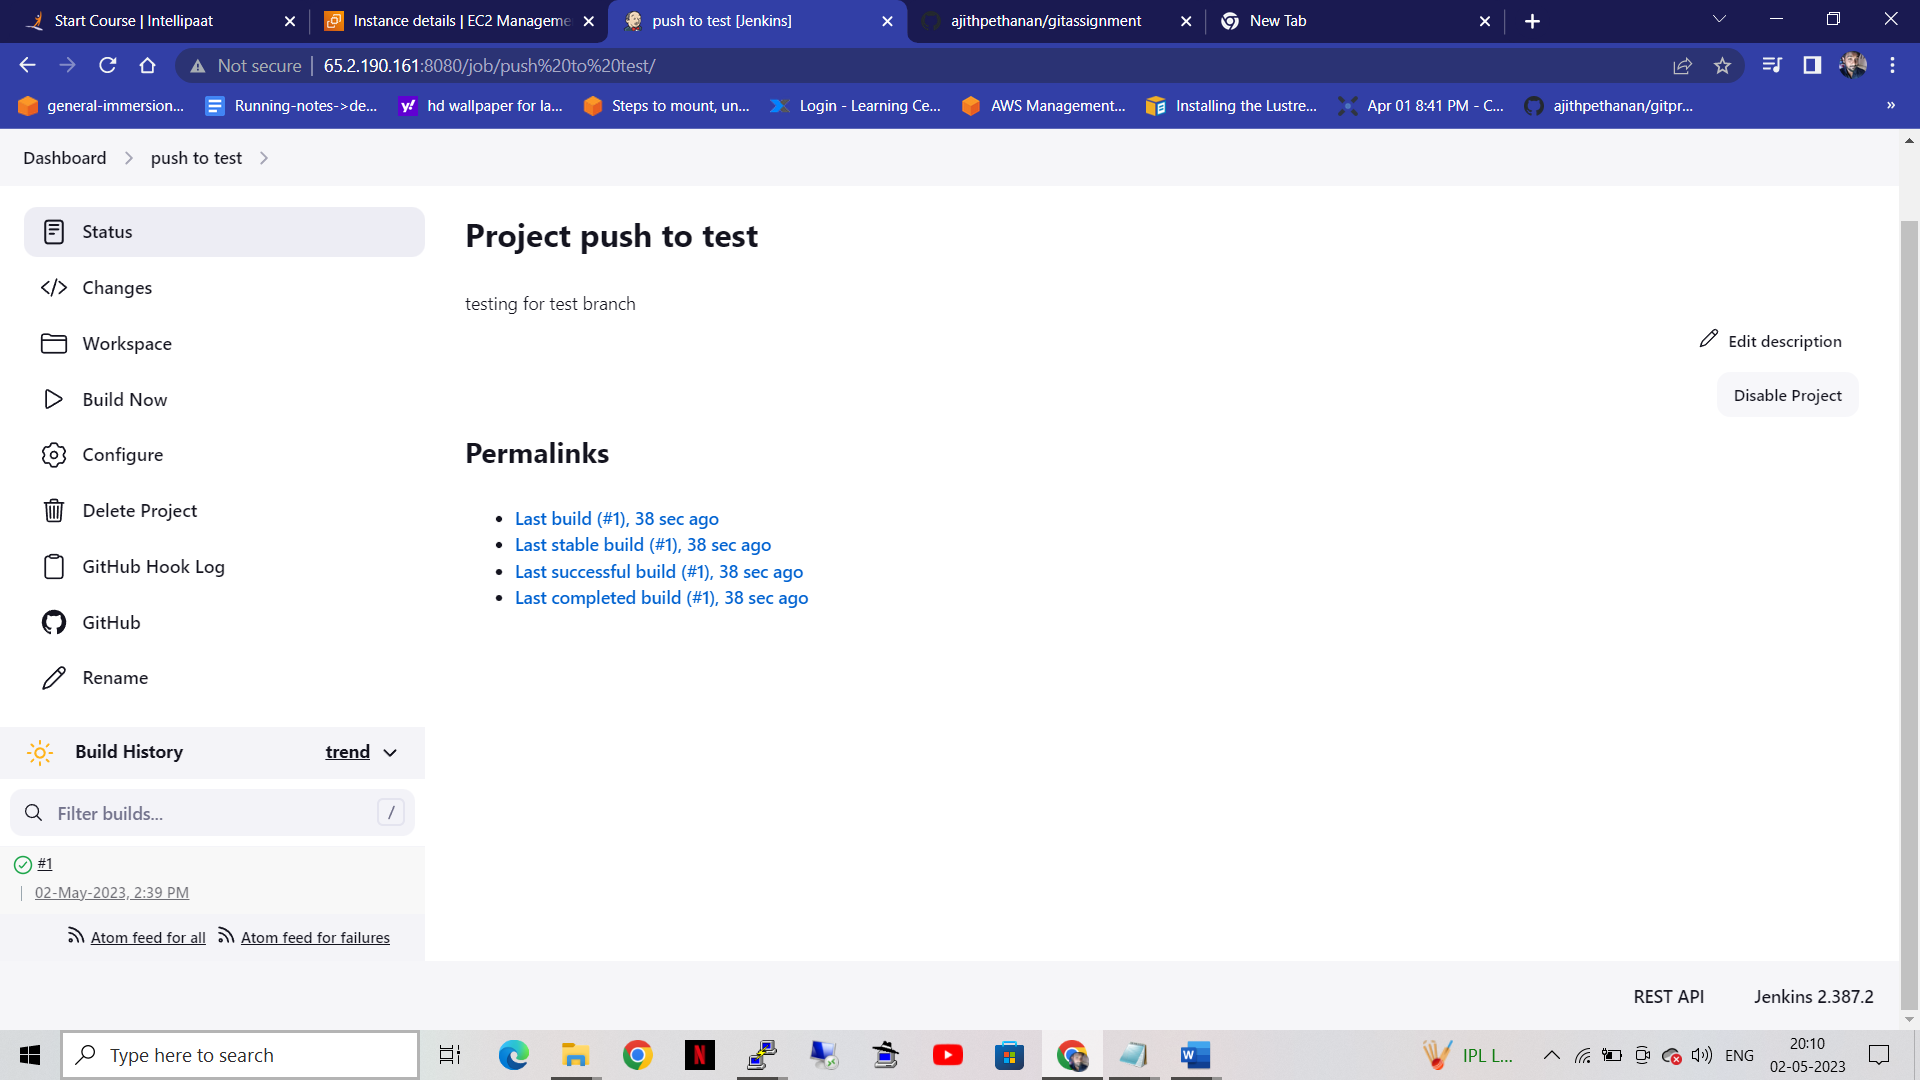 Start Course | Intellipaat
Instance details | EC2 Manageme
push to test [Jenkins]
ajithpethanan/gitassignment
New Tab
Not secure
65.2.190.161:8080/job/push%20to%20test/
general-immersion...
Running-notes->de...
hd wallpaper for la...
Steps to mount, un...
Login - Learning Ce...
AWS Management...
Installing the Lustre...
Apr 01 8:41 PM - C...
ajithpethanan/gitpr...
»
Dashboard
push to test
Status
Changes
Workspace
Build Now
Configure
Delete Project
GitHub Hook Log
GitHub
Rename
Build History
trend
Filter builds...
/
#1
02-May-2023, 2:39 PM
Atom feed for all
Atom feed for failures
Project push to test
testing for test branch
Edit description
Disable Project
Permalinks
Last build (#1), 38 sec ago
Last stable build (#1), 38 sec ago
Last successful build (#1), 38 sec ago
Last completed build (#1), 38 sec ago
REST API
Jenkins 2.387.2
Type here to search
IPL L...
ENG
20:10
02-05-2023